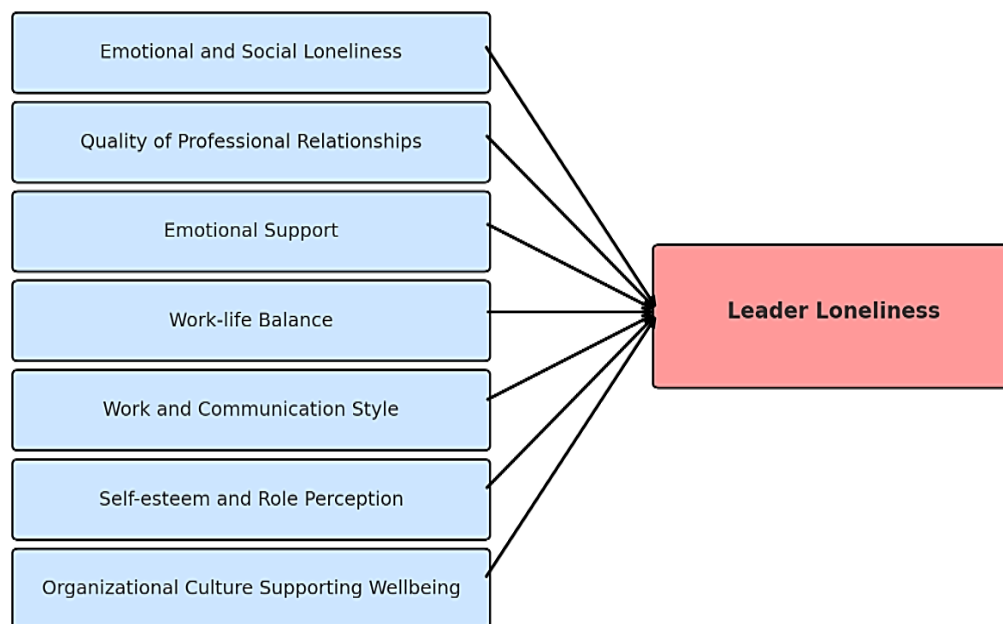 Emotional and Social Loneliness
Quality of Professional Relationships
Emotional Support
Work-life Balance
Leader Loneliness
Work and Communication Style
Self-esteem and Role Perception
Organizational Culture Supporting Wellbeing